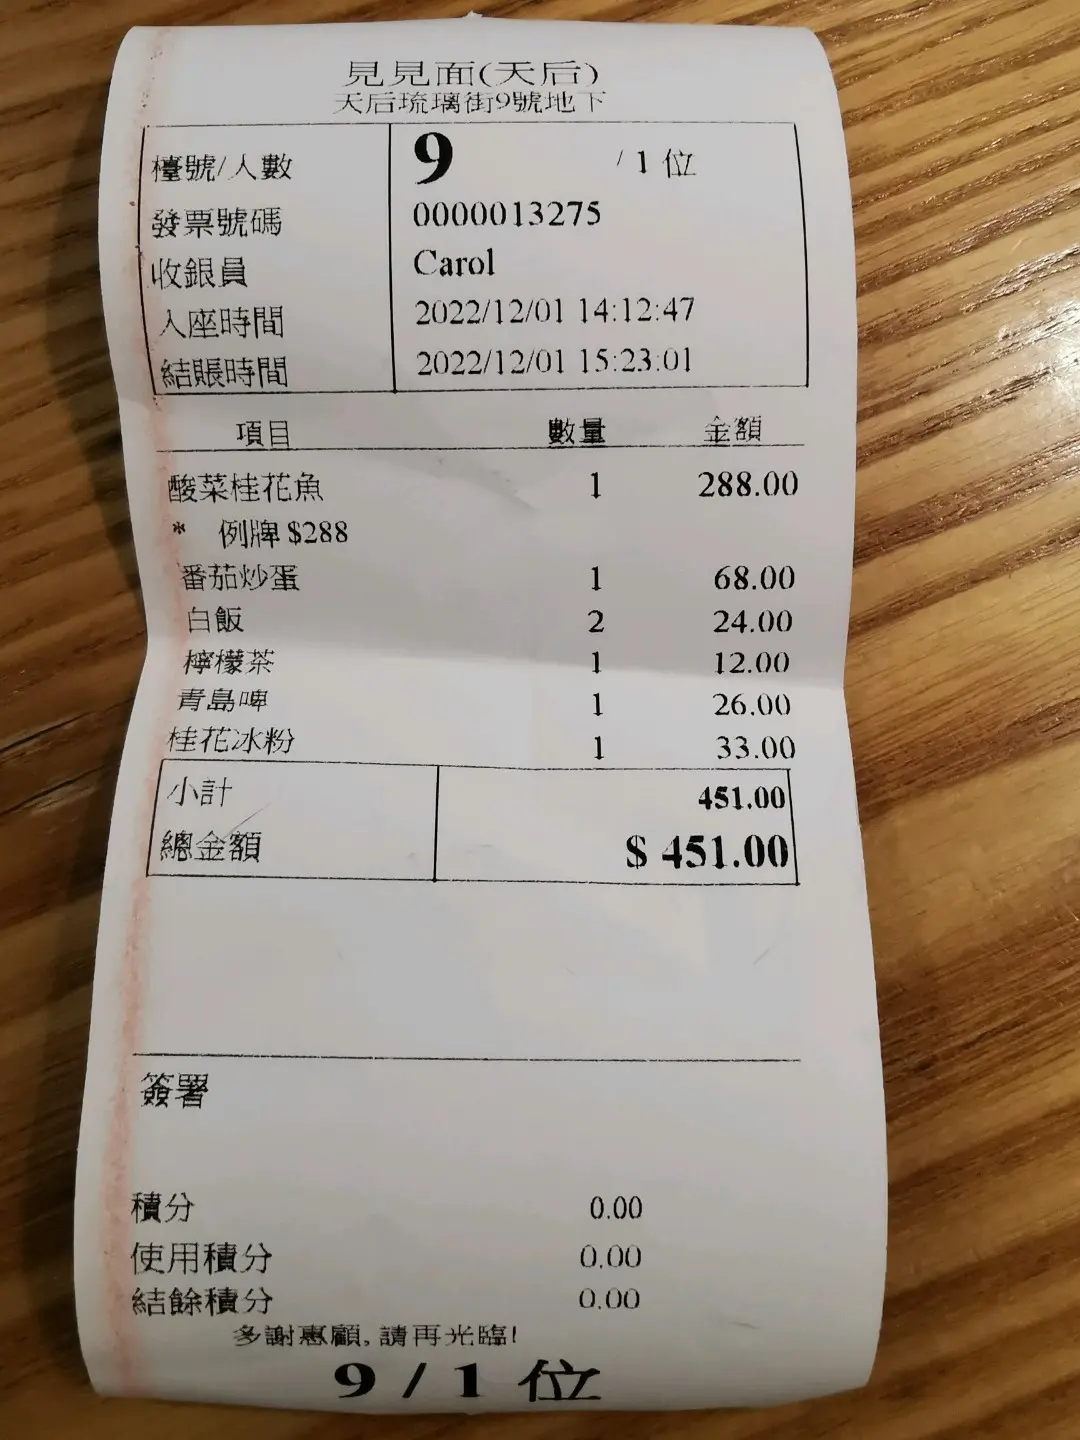 見見面(天后)
天后琉璃街9號地下
檯號/人數 9 / 1 位
發票號碼 0000013275
收銀員 Carol
入座時間 2022/12/01 14:12:47
結賬時間 2022/12/01 15:23:01
項目 數量 金額
酸菜桂花魚 1 288.00
* 例牌 $288
番茄炒蛋 1 68.00
白飯 2 24.00
檸檬茶 1 12.00
青島啤 1 26.00
桂花冰粉 1 33.00
小計 451.00
總金額 $ 451.00
簽署
積分 0.00
使用積分 0.00
結餘積分 0.00
多謝惠顧, 請再光臨!
9 / 1 位